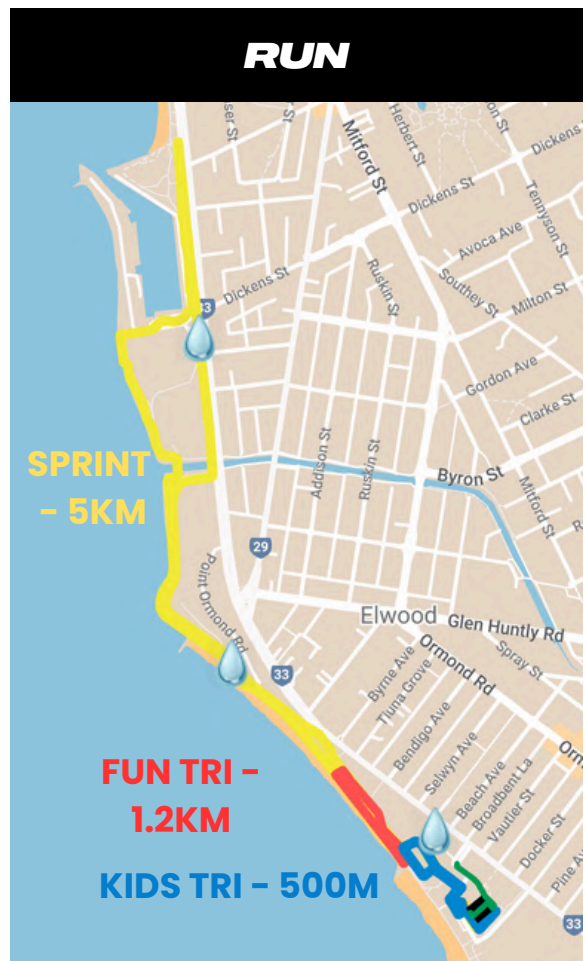 RUN
Mitford St
Herbert St
Dickens St
Dickens St
Tennyson St
Avoca Ave
Southey St
Milton St
Ruskin St
33
Dickens St
Gordon Ave
Clarke St
SPRINT
- 5KM
Addison St
Ruskin St
Byron St
Mitford St
29
Point Ormond Rd
Elwood
Glen Huntly Rd
Spray St
Ormond Rd
33
Byrne Ave
Tiuna Grove
Bendigo Ave
Selwyn Ave
Beach Ave
Broadbent La
Vautier St
Docker St
FUN TRI -
1.2KM
KIDS TRI - 500M
33